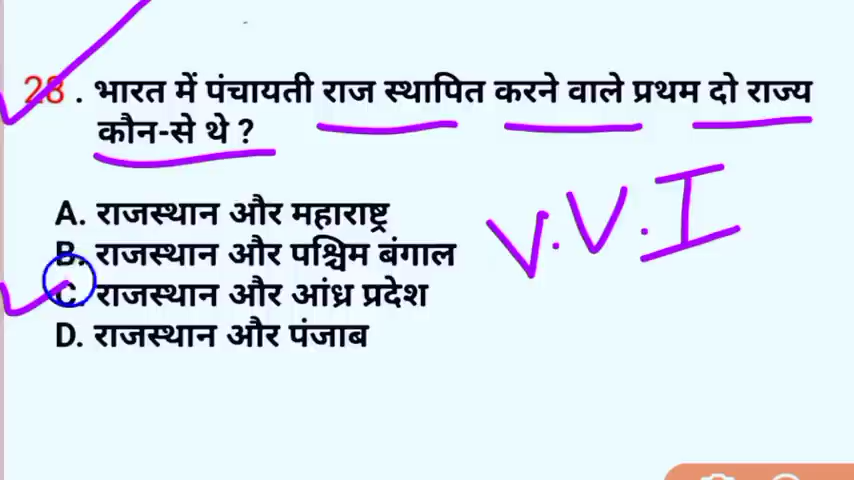 28 . भारत में पंचायती राज स्थापित करने वाले प्रथम दो राज्य
कौन-से थे ?
V.V.I
A. राजस्थान और महाराष्ट्र
B. राजस्थान और पश्चिम बंगाल
C. राजस्थान और आंध्र प्रदेश
D. राजस्थान और पंजाब